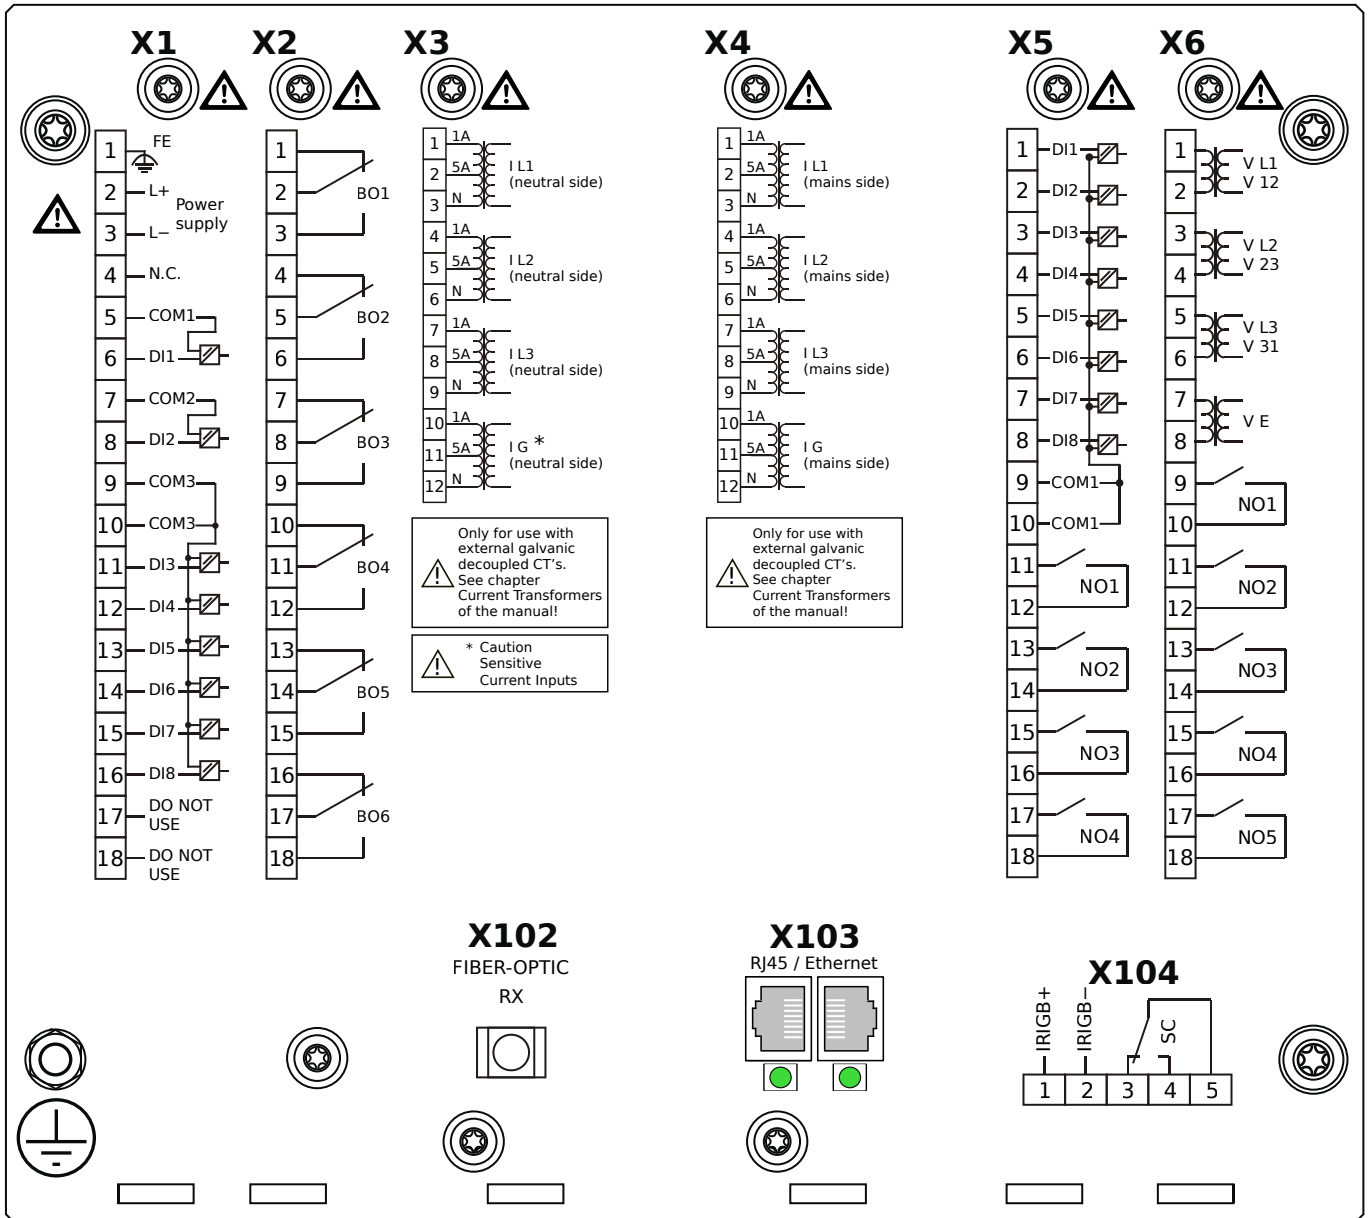 X1
X2
X3
X4
X5
X6
1
FE
2
L+
Power
supply
3
L−
4
N.C.
5
COM1
6
DI1
7
COM2
8
DI2
9
COM3
10
COM3
11
DI3
12
DI4
13
DI5
14
DI6
15
DI7
16
DI8
17
DO NOT
USE
18
DO NOT
USE
1
2
BO1
3
4
5
BO2
6
7
8
BO3
9
10
11
BO4
12
13
14
BO5
15
16
17
BO6
18
1
1A
2
5A
I L1
(neutral side)
3
N
4
1A
5
5A
I L2
(neutral side)
6
N
7
1A
8
5A
I L3
(neutral side)
9
N
10
1A
11
5A
I G *
(neutral side)
12
N
Only for use with
external galvanic
decoupled CT’s.
See chapter
Current Transformers
of the manual!
* Caution
Sensitive
Current Inputs
1
1A
2
5A
I L1
(mains side)
3
N
4
1A
5
5A
I L2
(mains side)
6
N
7
1A
8
5A
I L3
(mains side)
9
N
10
1A
11
5A
I G
(mains side)
12
N
Only for use with
external galvanic
decoupled CT’s.
See chapter
Current Transformers
of the manual!
1
DI1
2
DI2
3
DI3
4
DI4
5
DI5
6
DI6
7
DI7
8
DI8
9
COM1
10
COM1
11
NO1
12
13
NO2
14
15
NO3
16
17
NO4
18
1
V L1
V 12
2
3
V L2
V 23
4
5
V L3
V 31
6
7
V E
8
9
NO1
10
11
NO2
12
13
NO3
14
15
NO4
16
17
NO5
18
X102
FIBER-OPTIC
RX
X103
RJ45 / Ethernet
X104
IRIGB+
IRIGB−
SC
1
2
3
4
5